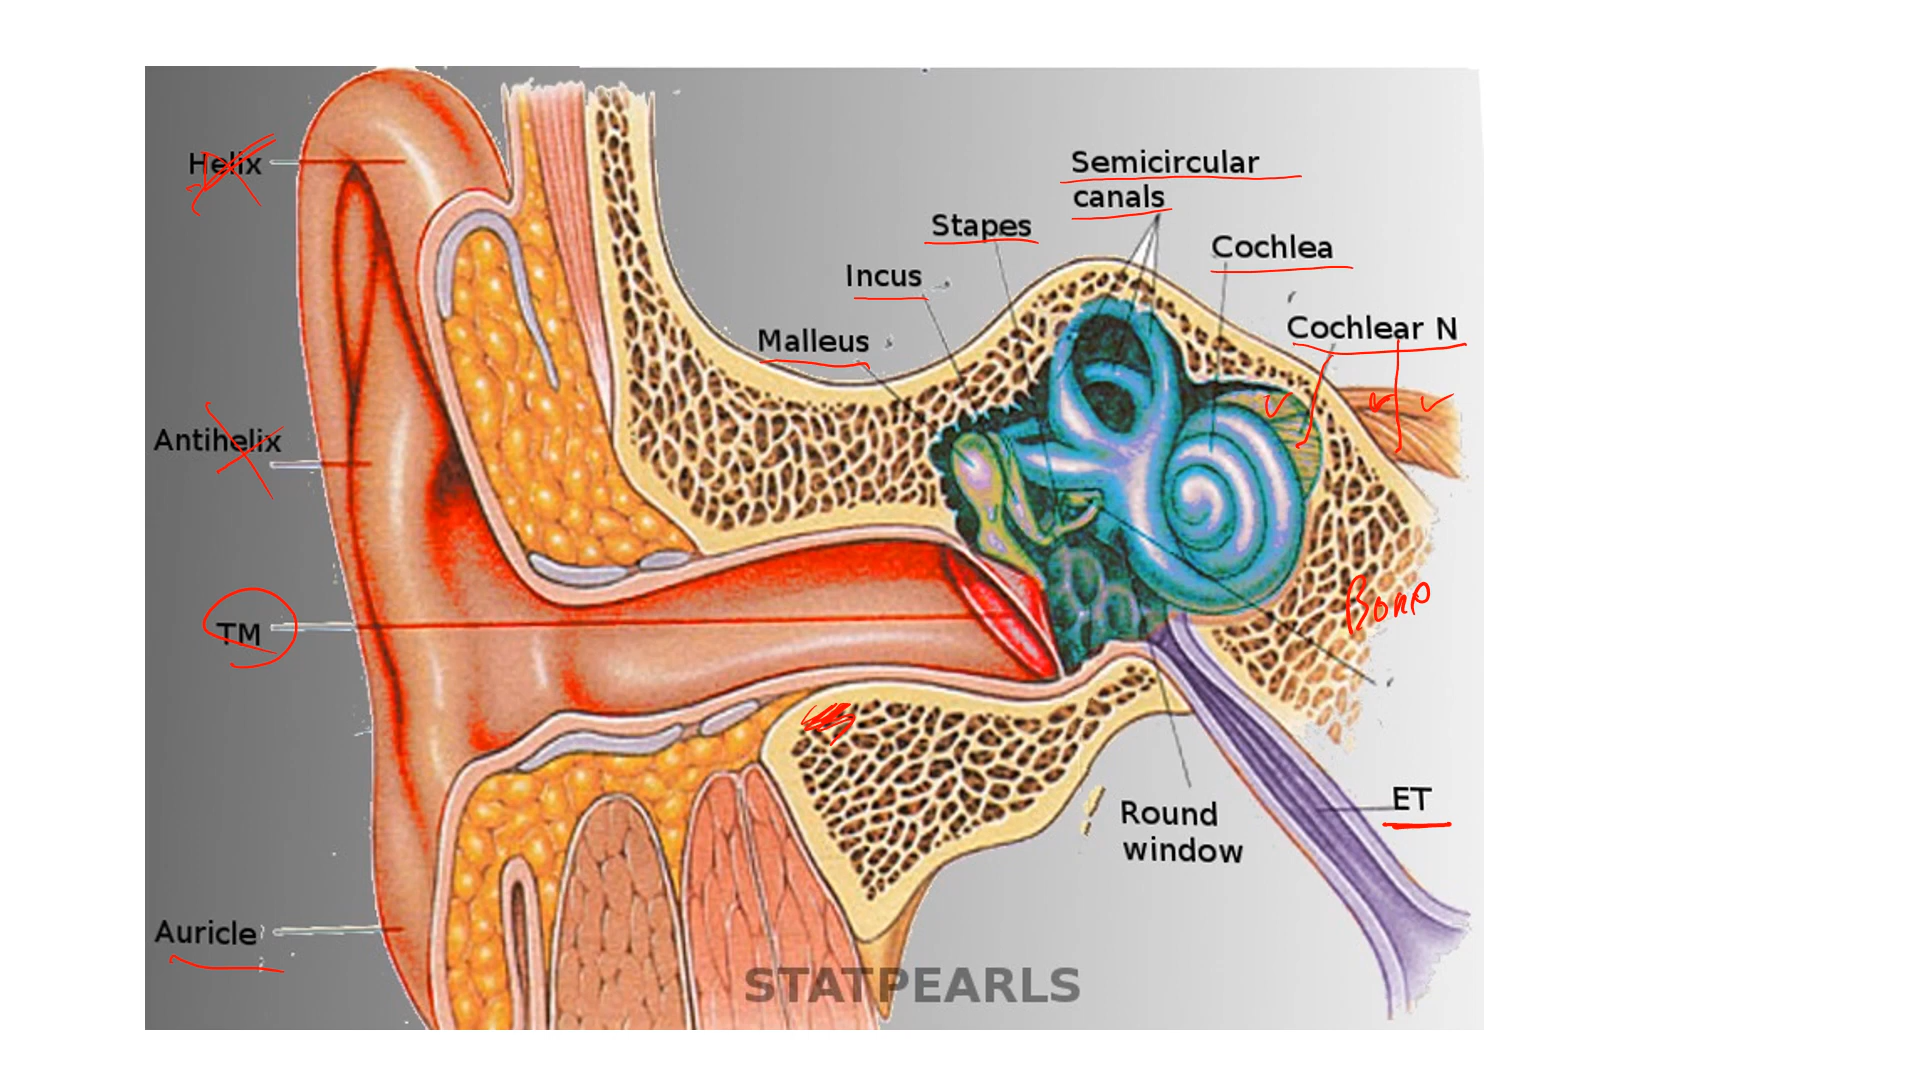 Helix
Semicircular
canals
Stapes
Cochlea
Incus
Cochlear N
Malleus
Antihelix
Bone
TM
ET
Round
window
Auricle
STATPEARLS